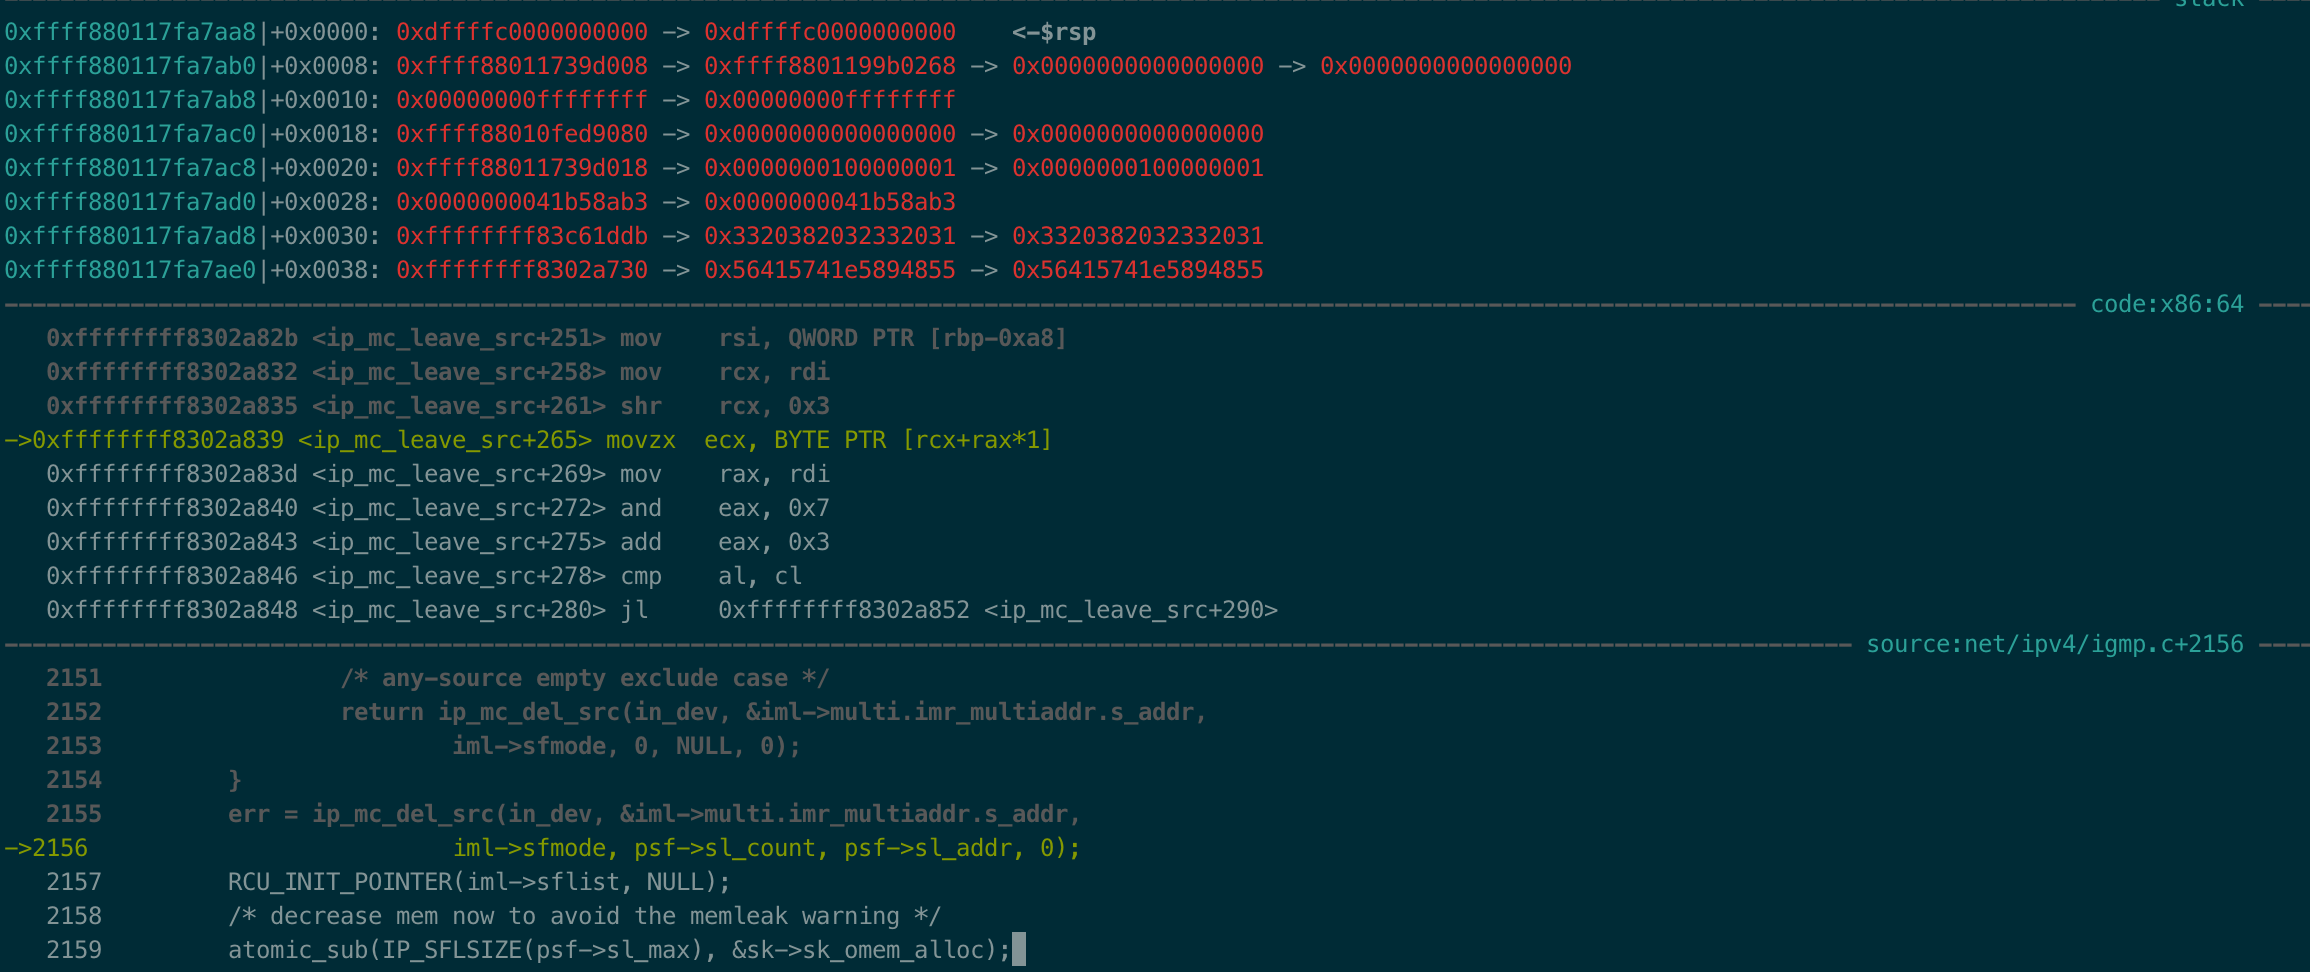 stack
0xffff880117fa7aa8|+0x0000: 0xdffffc0000000000 -> 0xdffffc0000000000 <-$rsp
0xffff880117fa7ab0|+0x0008: 0xffff88011739d008 -> 0xffff8801199b0268 -> 0x0000000000000000 -> 0x0000000000000000
0xffff880117fa7ab8|+0x0010: 0x00000000ffffffff -> 0x00000000ffffffff
0xffff880117fa7ac0|+0x0018: 0xffff88010fed9080 -> 0x0000000000000000 -> 0x0000000000000000
0xffff880117fa7ac8|+0x0020: 0xffff88011739d018 -> 0x0000000100000001 -> 0x0000000100000001
0xffff880117fa7ad0|+0x0028: 0x0000000041b58ab3 -> 0x0000000041b58ab3
0xffff880117fa7ad8|+0x0030: 0xffffffff83c61ddb -> 0x3320382032332031 -> 0x3320382032332031
0xffff880117fa7ae0|+0x0038: 0xffffffff8302a730 -> 0x56415741e5894855 -> 0x56415741e5894855
code:x86:64
0xffffffff8302a82b <ip_mc_leave_src+251> mov rsi, QWORD PTR [rbp-0xa8]
0xffffffff8302a832 <ip_mc_leave_src+258> mov rcx, rdi
0xffffffff8302a835 <ip_mc_leave_src+261> shr rcx, 0x3
->0xffffffff8302a839 <ip_mc_leave_src+265> movzx ecx, BYTE PTR [rcx+rax*1]
0xffffffff8302a83d <ip_mc_leave_src+269> mov rax, rdi
0xffffffff8302a840 <ip_mc_leave_src+272> and eax, 0x7
0xffffffff8302a843 <ip_mc_leave_src+275> add eax, 0x3
0xffffffff8302a846 <ip_mc_leave_src+278> cmp al, cl
0xffffffff8302a848 <ip_mc_leave_src+280> jl 0xffffffff8302a852 <ip_mc_leave_src+290>
source:net/ipv4/igmp.c+2156
2151 /* any-source empty exclude case */
2152 return ip_mc_del_src(in_dev, &iml->multi.imr_multiaddr.s_addr,
2153 iml->sfmode, 0, NULL, 0);
2154 }
2155 err = ip_mc_del_src(in_dev, &iml->multi.imr_multiaddr.s_addr,
->2156 iml->sfmode, psf->sl_count, psf->sl_addr, 0);
2157 RCU_INIT_POINTER(iml->sflist, NULL);
2158 /* decrease mem now to avoid the memleak warning */
2159 atomic_sub(IP_SFLSIZE(psf->sl_max), &sk->sk_omem_alloc);